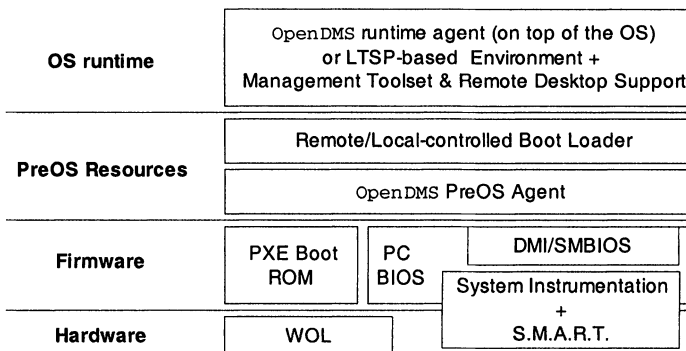 OS runtime
OpenDMS runtime agent (on top of the OS)
or LTSP-based Environment +
Management Toolset & Remote Desktop Support
PreOS Resources
Remote/Local-controlled Boot Loader
OpenDMS PreOS Agent
Firmware
PXE Boot
ROM
PC
BIOS
DMI/SMBIOS
System Instrumentation
+
S.M.A.R.T.
Hardware
WOL